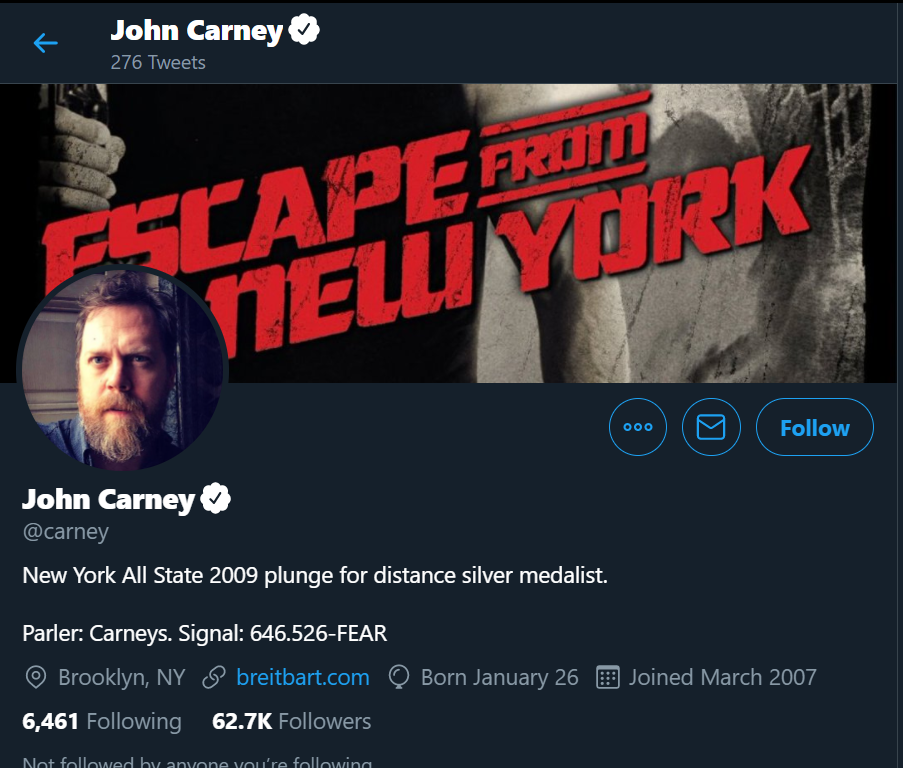 John Carney
276 Tweets
ESCAPE FROM
NEW YORK
Follow
John Carney
@carney
New York All State 2009 plunge for distance silver medalist.
Parler: Carneys. Signal: 646.526-FEAR
Brooklyn, NY breitbart.com Born January 26 Joined March 2007
6,461 Following 62.7K Followers
Not followed by anyone you're following